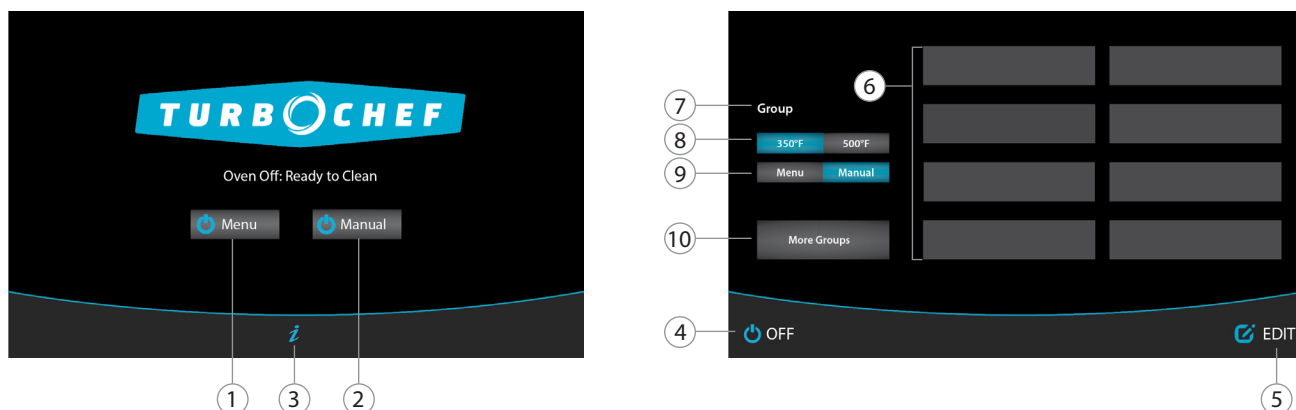 TURBOCHEF
Oven Off: Ready to Clean
Menu
Manual
i
1
3
2
7
Group
8
350°F
500°F
9
Menu
Manual
10
More Groups
6
4
OFF
EDIT
5